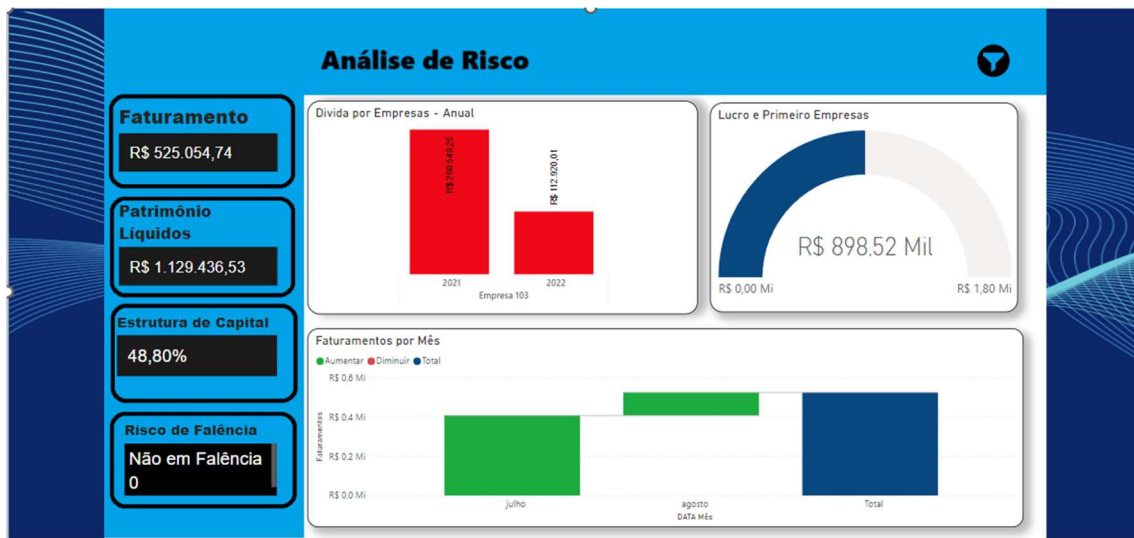 Análise de Risco
Faturamento
R$ 525.054,74
Patrimônio
Líquidos
R$ 1.129.436,53
Estrutura de Capital
48,80%
Risco de Falência
Não em Falência
0
Divida por Empresas - Anual
R$ 260.549,25
R$ 112.920,01
2021
2022
Empresa 103
Lucro e Primeiro Empresas
R$ 898,52 Mil
R$ 0,00 Mi
R$ 1,80 Mi
Faturamentos por Mês
Aumentar Diminuir Total
R$ 0,6 Mi
R$ 0,4 Mi
R$ 0,2 Mi
R$ 0,0 Mi
Faturamentos
julho
agosto
Total
DATA Mês